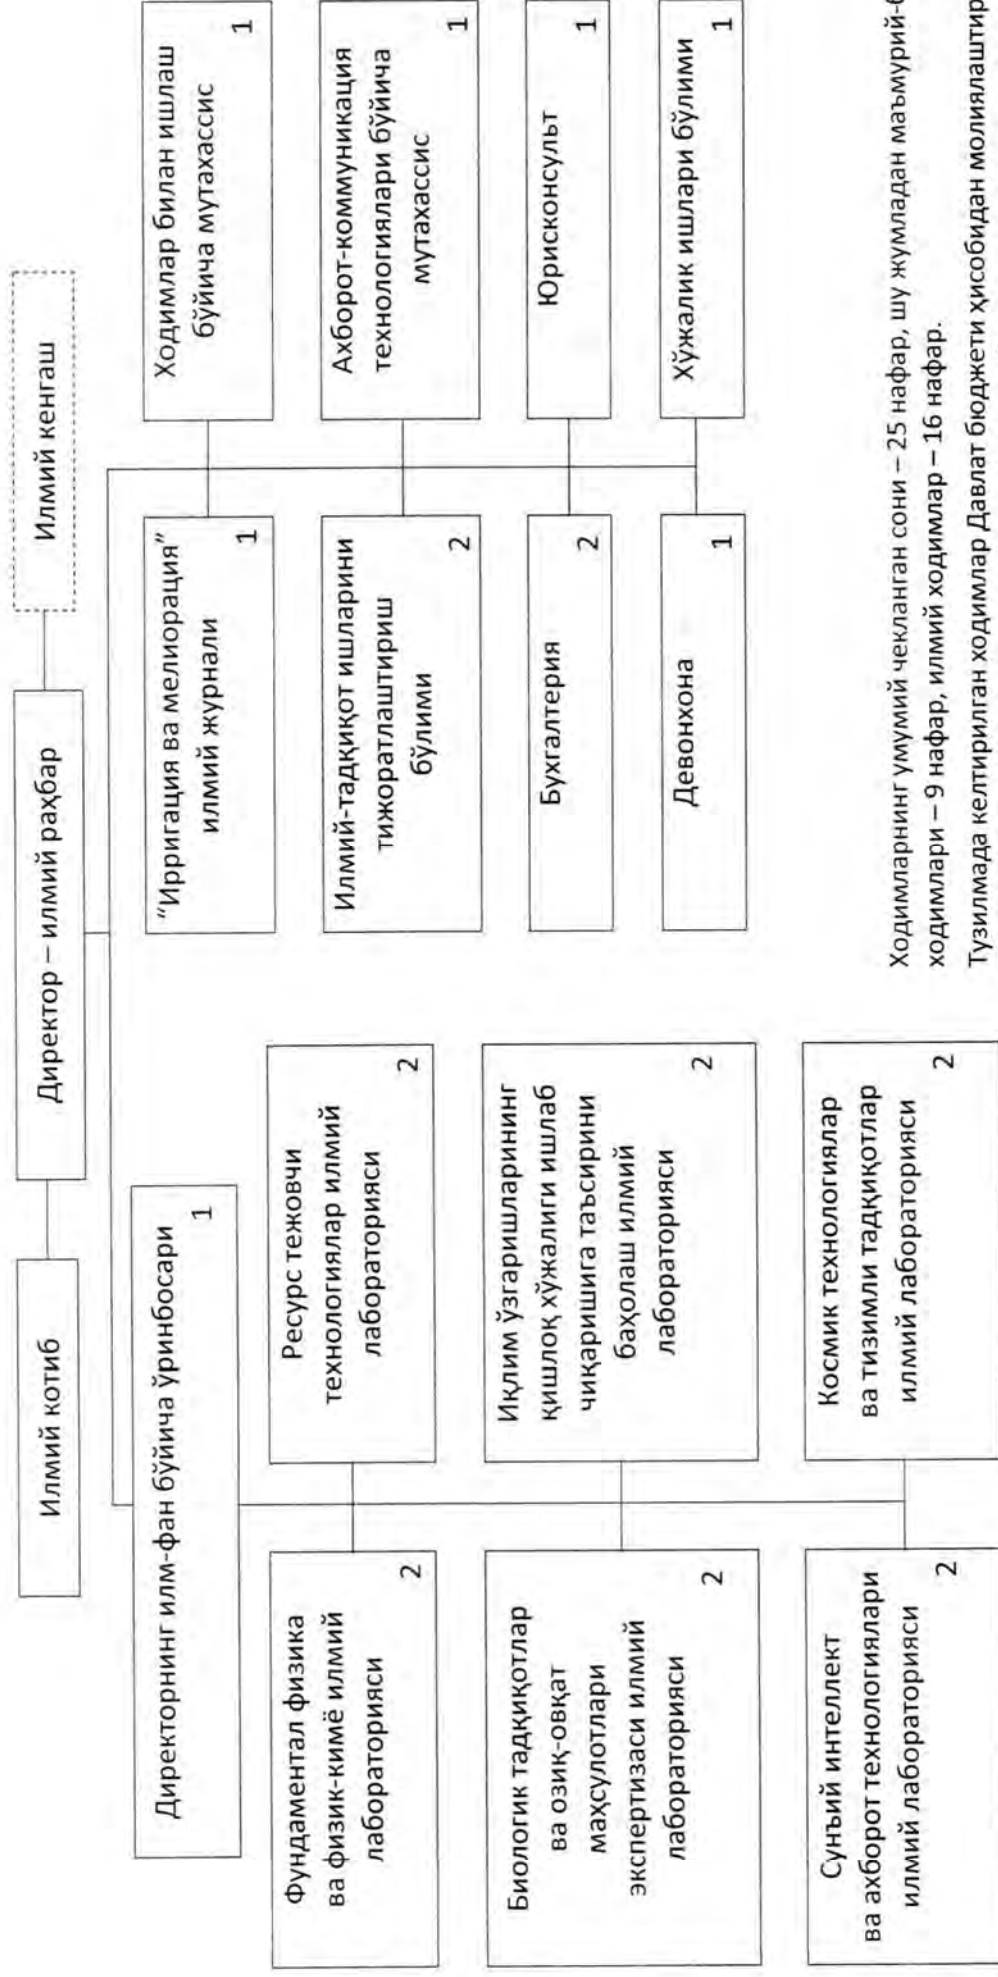 Илмий котиб
Директор – илмий раҳбар
Илмий кенгаш
Директорнинг илм-фан бўйича ўринбосари
1
Фундаментал физика
ва физик-кимё илмий
лабораторияси
2
Ресурс тежовчи
технологиялар илмий
лабораторияси
2
Биологик тадқиқотлар
ва озиқ-овқат
маҳсулотлари
экспертизаси илмий
лабораторияси
2
Иқлим ўзгаришларининг
қишлоқ хўжалиги ишлаб
чиқаришига таъсирини
баҳолаш илмий
лабораторияси
2
Сунъий интеллект
ва ахборот технологиялари
илмий лабораторияси
2
Космик технологиялар
ва тизимли тадқиқотлар
илмий лабораторияси
2
“Ирригация ва мелиорация”
илмий журнали
1
Ходимлар билан ишлаш
бўйича мутахассис
1
Илмий-тадқиқот ишларини
тижоратлаштириш
бўлими
2
Ахборот-коммуникация
технологиялари бўйича
мутахассис
1
Бухгалтерия
2
Юрисконсульт
1
Девонхона
1
Хўжалик ишлари бўлими
1
Ходимларнинг умумий чекланган сони – 25 нафар, шу жумладан маъмурий-
ходимлари – 9 нафар, илмий ходимлар – 16 нафар.
Тузилмада келтирилган ходимлар Давлат бюджети ҳисобидан молиялаштир